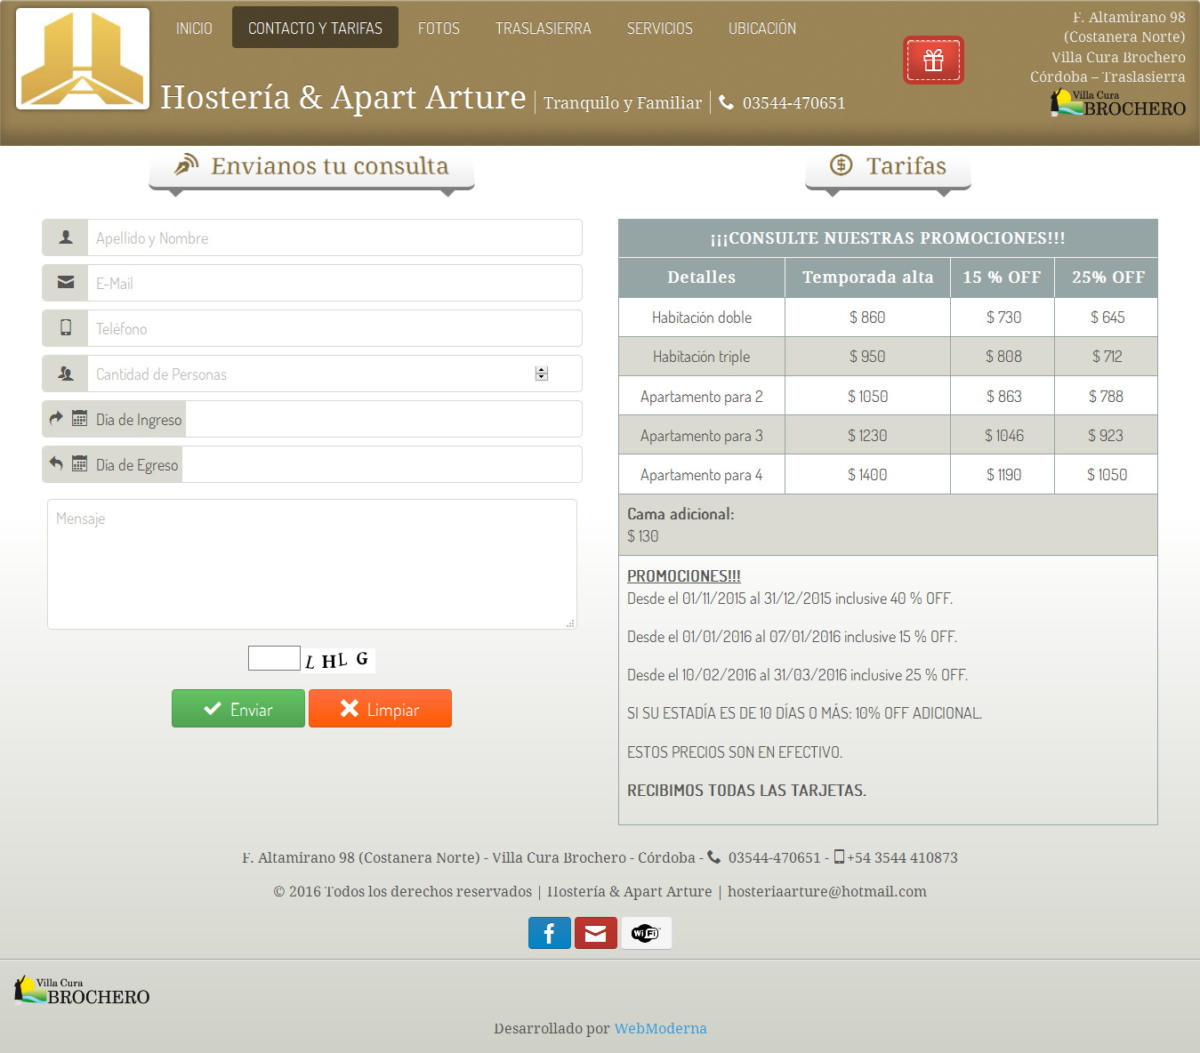 INICIO
CONTACTO Y TARIFAS
FOTOS
TRASLASIERRA
SERVICIOS
UBICACIÓN
Hostería & Apart Arture | Tranquilo y Familiar | 03544-470651
F. Altamirano 98
(Costanera Norte)
Villa Cura Brochero
Córdoba – Traslasierra
Villa Cura
BROCHERO
Envianos tu consulta
Apellido y Nombre
E-Mail
Teléfono
Cantidad de Personas
Día de Ingreso
Día de Egreso
Mensaje
L H L G
Enviar
Limpiar
Tarifas
¡¡¡CONSULTE NUESTRAS PROMOCIONES!!!
Detalles Temporada alta 15 % OFF 25% OFF
Habitación doble $ 860 $ 730 $ 645
Habitación triple $ 950 $ 808 $ 712
Apartamento para 2 $ 1050 $ 863 $ 788
Apartamento para 3 $ 1230 $ 1046 $ 923
Apartamento para 4 $ 1400 $ 1190 $ 1050
Cama adicional:
$ 130
PROMOCIONES!!!
Desde el 01/11/2015 al 31/12/2015 inclusive 40 % OFF.
Desde el 01/01/2016 al 07/01/2016 inclusive 15 % OFF.
Desde el 10/02/2016 al 31/03/2016 inclusive 25 % OFF.
SI SU ESTADÍA ES DE 10 DÍAS O MÁS: 10% OFF ADICIONAL.
ESTOS PRECIOS SON EN EFECTIVO.
RECIBIMOS TODAS LAS TARJETAS.
F. Altamirano 98 (Costanera Norte) - Villa Cura Brochero - Córdoba - 03544-470651 - +54 3544 410873
© 2016 Todos los derechos reservados | Hostería & Apart Arture | hosteriaarture@hotmail.com
WiFi
Villa Cura
BROCHERO
Desarrollado por WebModerna